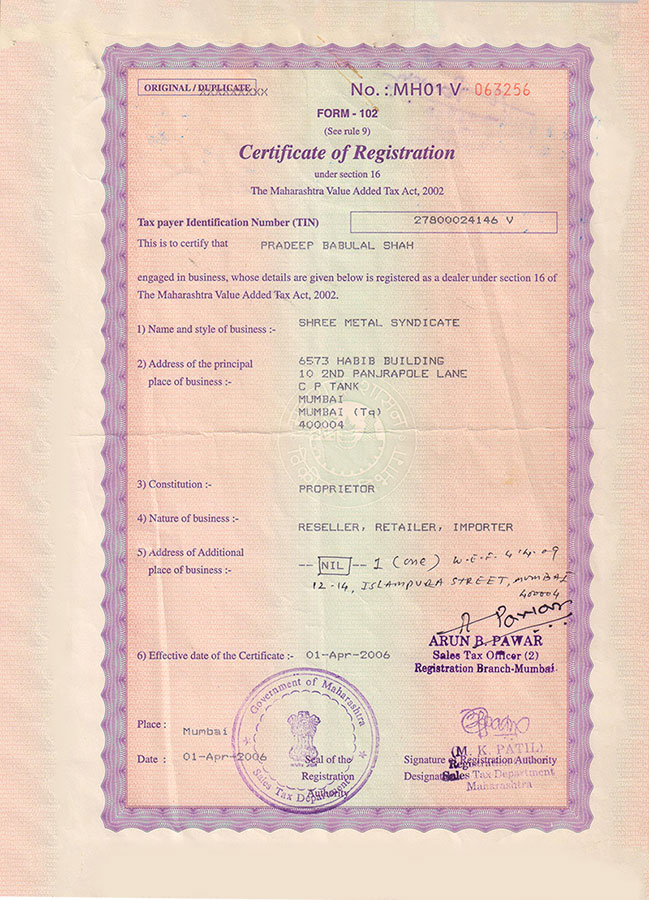 ORIGINAL / DUPLICATE
XXXXXXXXXX
No. : MH01 V 063256
FORM - 102
(See rule 9)
Certificate of Registration
under section 16
The Maharashtra Value Added Tax Act, 2002
Tax payer Identification Number (TIN) 27800024146 V
This is to certify that PRADEEP BABULAL SHAH
engaged in business, whose details are given below is registered as a dealer under section 16 of
The Maharashtra Value Added Tax Act, 2002.
1) Name and style of business :- SHREE METAL SYNDICATE
2) Address of the principal 6573 HABIB BUILDING
place of business :- 10 2ND PANJRAPOLE LANE
C P TANK
MUMBAI
MUMBAI (Tq)
400004
3) Constitution :- PROPRIETOR
4) Nature of business :- RESELLER, RETAILER, IMPORTER
5) Address of Additional
place of business :- -- NIL -- 1 (one) W.E.F. 4.4.09
12-14, ISLAMPURA STREET, MUMBAI
400004
A Pawar
ARUN B. PAWAR
Sales Tax Officer (2)
Registration Branch-Mumbai.
6) Effective date of the Certificate :- 01-Apr-2006
Government of Maharashtra
Sales Tax Department
Place : Mumbai
Date : 01-Apr-2006
Seal of the
Registration
Authority
(M. K. PATIL)
Signature of Registration Authority
Designation
Sales Tax Department
Maharashtra